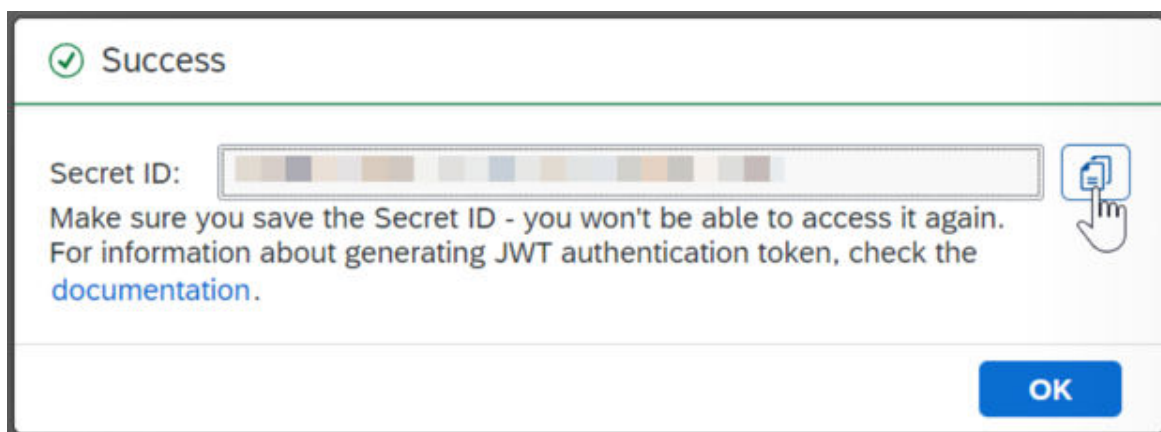 Success
Secret ID:
Make sure you save the Secret ID - you won't be able to access it again.
For information about generating JWT authentication token, check the
documentation.
OK